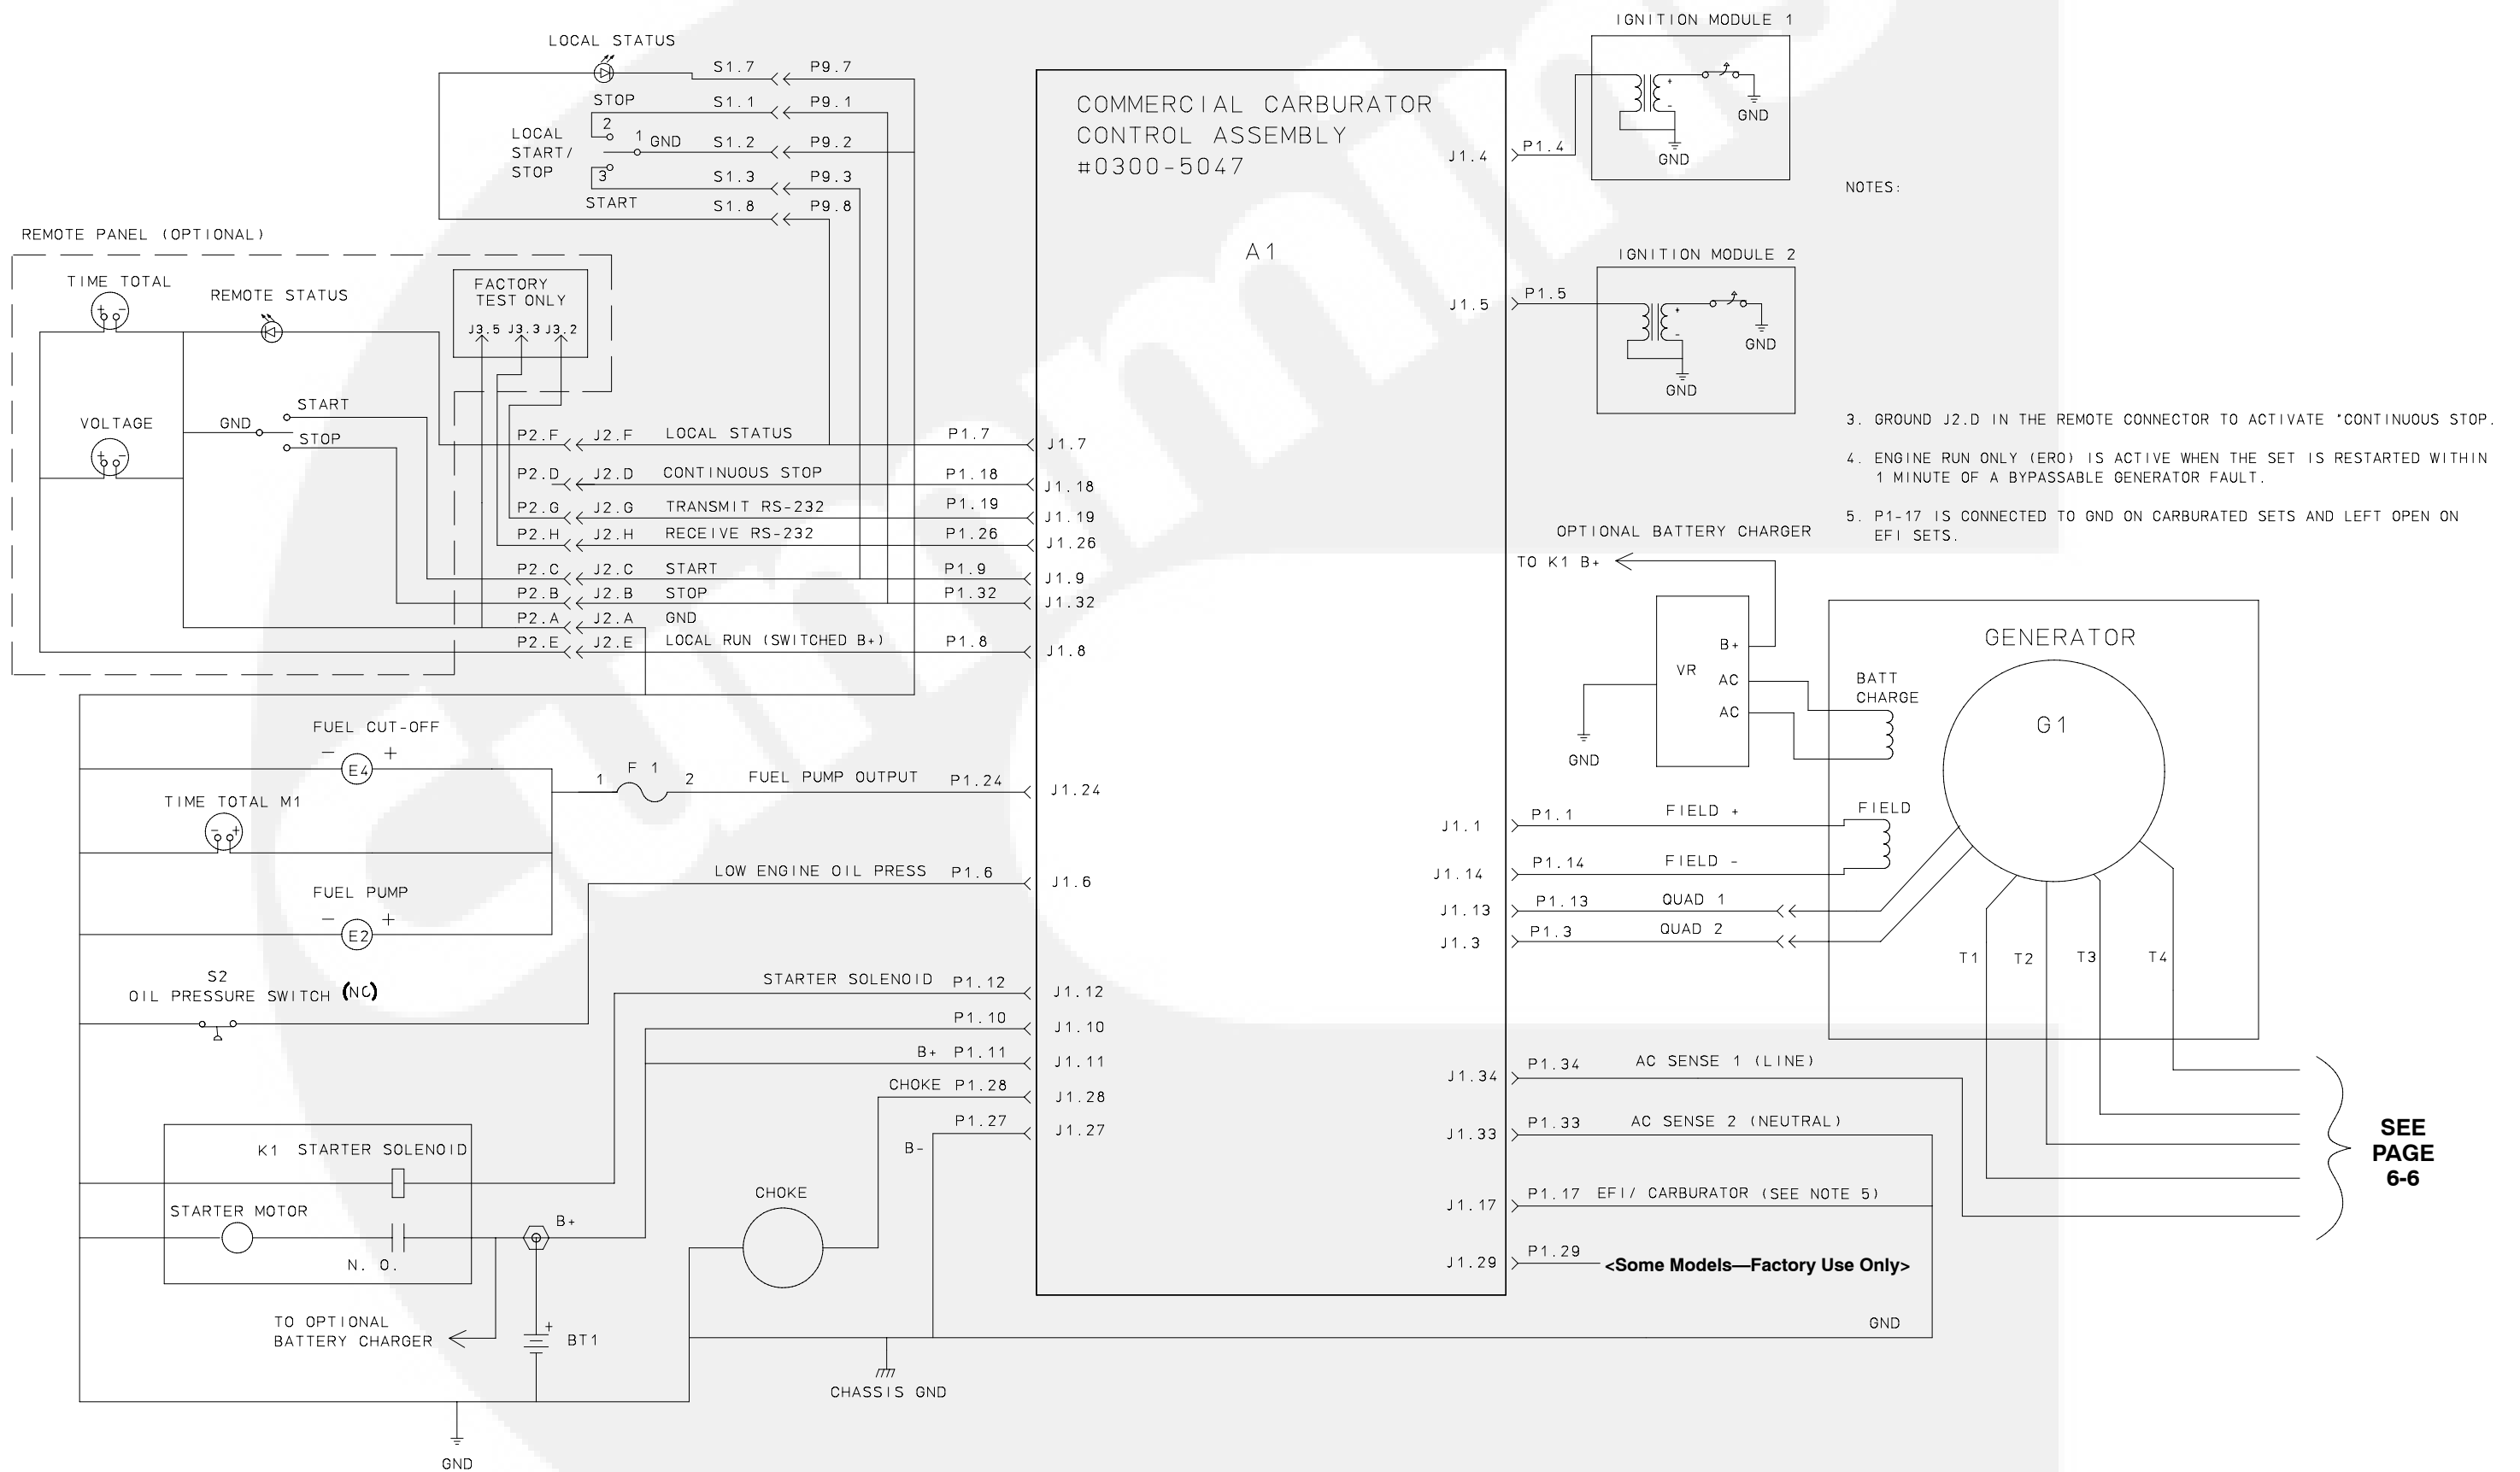 LOCAL STATUS
S1.7 P9.7
STOP S1.1 P9.1
2
LOCAL
START/
STOP
1 GND S1.2 P9.2
3
S1.3 P9.3
START S1.8 P9.8
REMOTE PANEL (OPTIONAL)
TIME TOTAL
+ -
REMOTE STATUS
FACTORY
TEST ONLY
J3.5 J3.3 J3.2
VOLTAGE
+ -
GND
START
STOP
P2.F J2.F LOCAL STATUS P1.7 J1.7
P2.D J2.D CONTINUOUS STOP P1.18 J1.18
P2.G J2.G TRANSMIT RS-232 P1.19 J1.19
P2.H J2.H RECEIVE RS-232 P1.26 J1.26
P2.C J2.C START P1.9 J1.9
P2.B J2.B STOP P1.32 J1.32
P2.A J2.A GND
P2.E J2.E LOCAL RUN (SWITCHED B+) P1.8 J1.8
FUEL CUT-OFF
- +
E4
1 F 1 2 FUEL PUMP OUTPUT P1.24 J1.24
TIME TOTAL M1
- +
FUEL PUMP
- +
E2
LOW ENGINE OIL PRESS P1.6 J1.6
S2
OIL PRESSURE SWITCH (NC)
STARTER SOLENOID P1.12 J1.12
P1.10 J1.10
B+ P1.11 J1.11
CHOKE P1.28 J1.28
P1.27 J1.27
B-
K1 STARTER SOLENOID
STARTER MOTOR
N. O.
B+
CHOKE
TO OPTIONAL
BATTERY CHARGER
+
BT1
CHASSIS GND
GND
COMMERCIAL CARBURATOR
CONTROL ASSEMBLY
#0300-5047
A1
IGNITION MODULE 1
J1.4 P1.4
+
-
GND
GND
IGNITION MODULE 2
J1.5 P1.5
+
-
GND
GND
NOTES:
3. GROUND J2.D IN THE REMOTE CONNECTOR TO ACTIVATE "CONTINUOUS STOP.
4. ENGINE RUN ONLY (ERO) IS ACTIVE WHEN THE SET IS RESTARTED WITHIN
1 MINUTE OF A BYPASSABLE GENERATOR FAULT.
5. P1-17 IS CONNECTED TO GND ON CARBURATED SETS AND LEFT OPEN ON
EFI SETS.
OPTIONAL BATTERY CHARGER
TO K1 B+
B+
VR AC
AC
GND
GENERATOR
BATT
CHARGE
G1
J1.1 P1.1 FIELD + FIELD
J1.14 P1.14 FIELD -
J1.13 P1.13 QUAD 1
J1.3 P1.3 QUAD 2
T1 T2 T3 T4
J1.34 P1.34 AC SENSE 1 (LINE)
J1.33 P1.33 AC SENSE 2 (NEUTRAL)
J1.17 P1.17 EFI/ CARBURATOR (SEE NOTE 5)
J1.29 P1.29 <Some Models—Factory Use Only>
GND
SEE
PAGE
6-6
Cummins